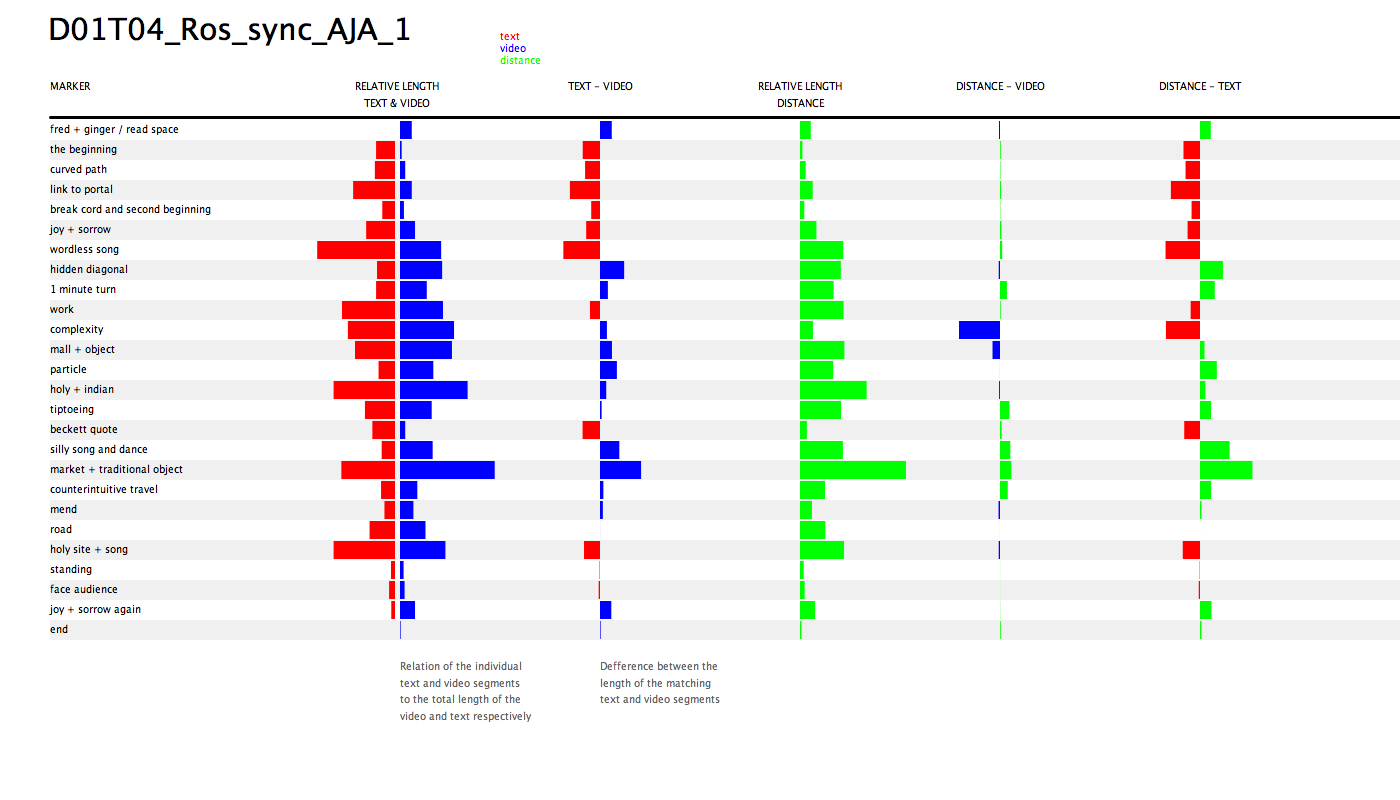 D01T04_Ros_sync_AJA_1
text
video
distance
MARKER
RELATIVE LENGTH
TEXT & VIDEO
TEXT – VIDEO
RELATIVE LENGTH
DISTANCE
DISTANCE – VIDEO
DISTANCE – TEXT
fred + ginger / read space
the beginning
curved path
link to portal
break cord and second beginning
joy + sorrow
wordless song
hidden diagonal
1 minute turn
work
complexity
mall + object
particle
holy + indian
tiptoeing
beckett quote
silly song and dance
market + traditional object
counterintuitive travel
mend
road
holy site + song
standing
face audience
joy + sorrow again
end
Relation of the individual
text and video segments
to the total length of the
video and text respectively
Defference between the
length of the matching
text and video segments